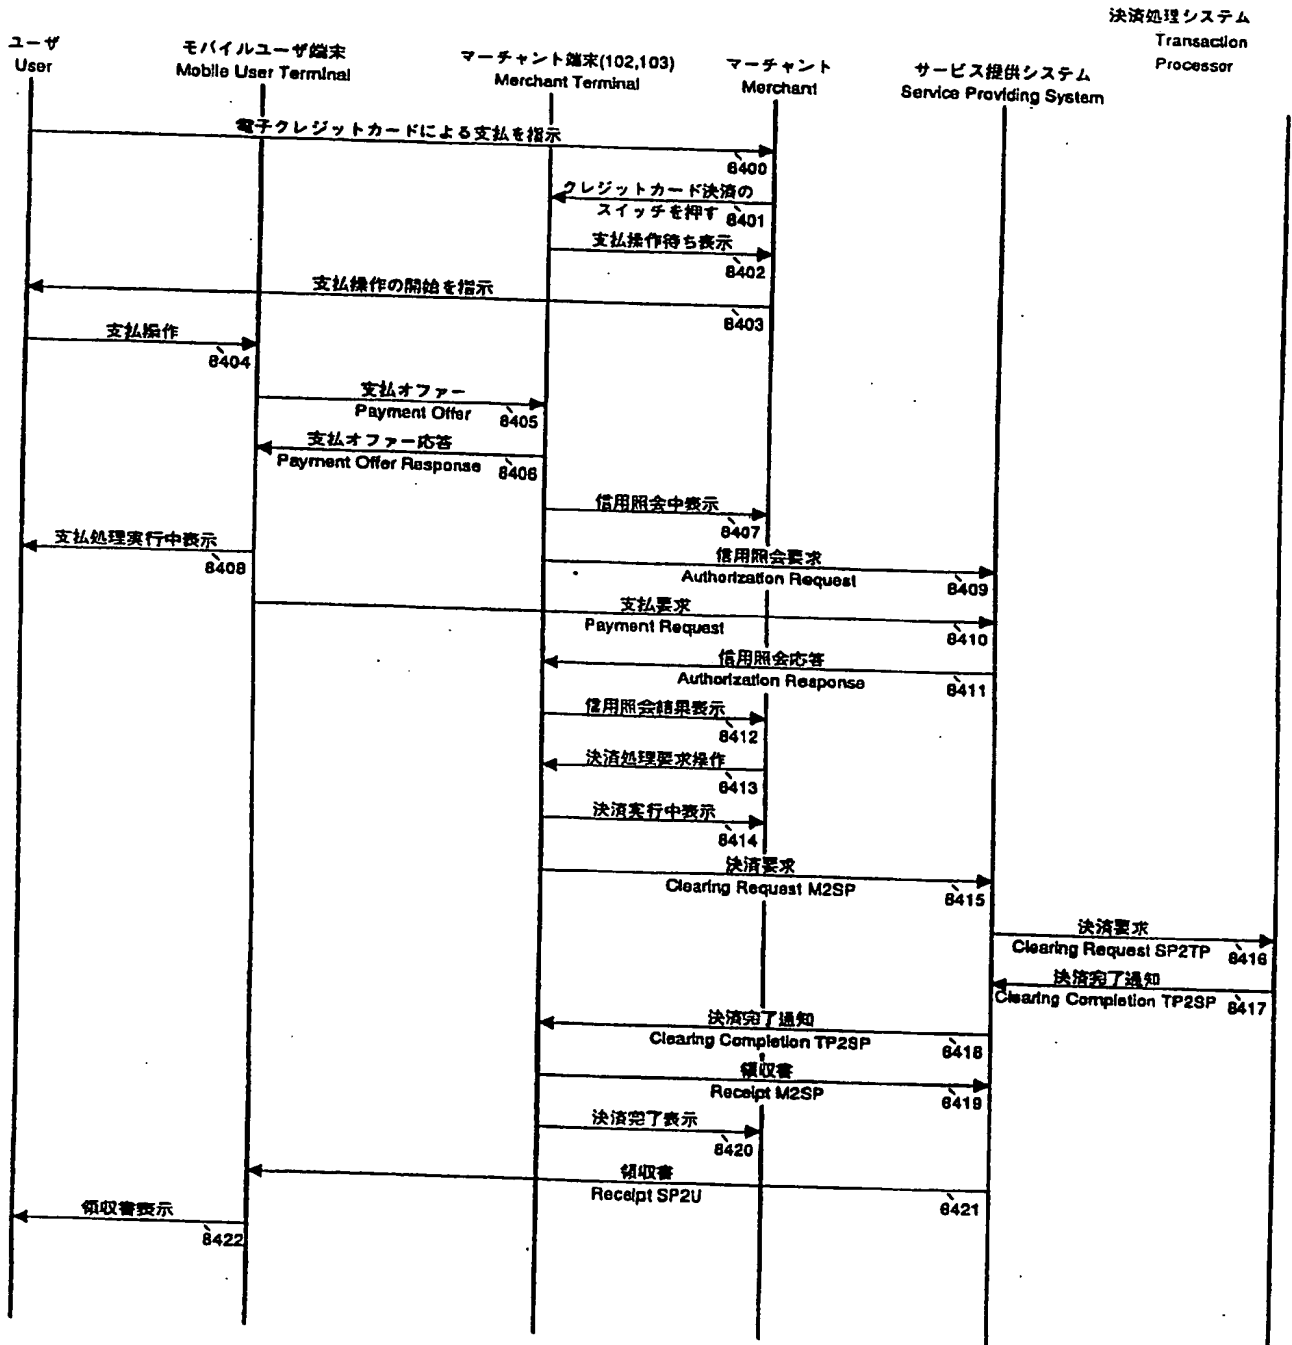 決済処理システム
Transaction
Processor
ユーザ
User
モバイルユーザ端末
Mobile User Terminal
マーチャント端末(102,103)
Merchant Terminal
マーチャント
Merchant
サービス提供システム
Service Providing System
電子クレジットカードによる支払を指示
8400
クレジットカード決済の
スイッチを押す
8401
支払操作待ち表示
8402
支払操作の開始を指示
8403
支払操作
8404
支払オファー
Payment Offer
8405
支払オファー応答
Payment Offer Response
8406
信用照会中表示
8407
支払処理実行中表示
8408
信用照会要求
Authorization Request
8409
支払要求
Payment Request
8410
信用照会応答
Authorization Response
8411
信用照会結果表示
8412
決済処理要求操作
8413
決済実行中表示
8414
決済要求
Clearing Request M2SP
8415
決済要求
Clearing Request SP2TP
8416
決済完了通知
Clearing Completion TP2SP
8417
決済完了通知
Clearing Completion TP2SP
8418
領収書
Receipt M2SP
8419
決済完了表示
8420
領収書
Receipt SP2U
8421
領収書表示
8422